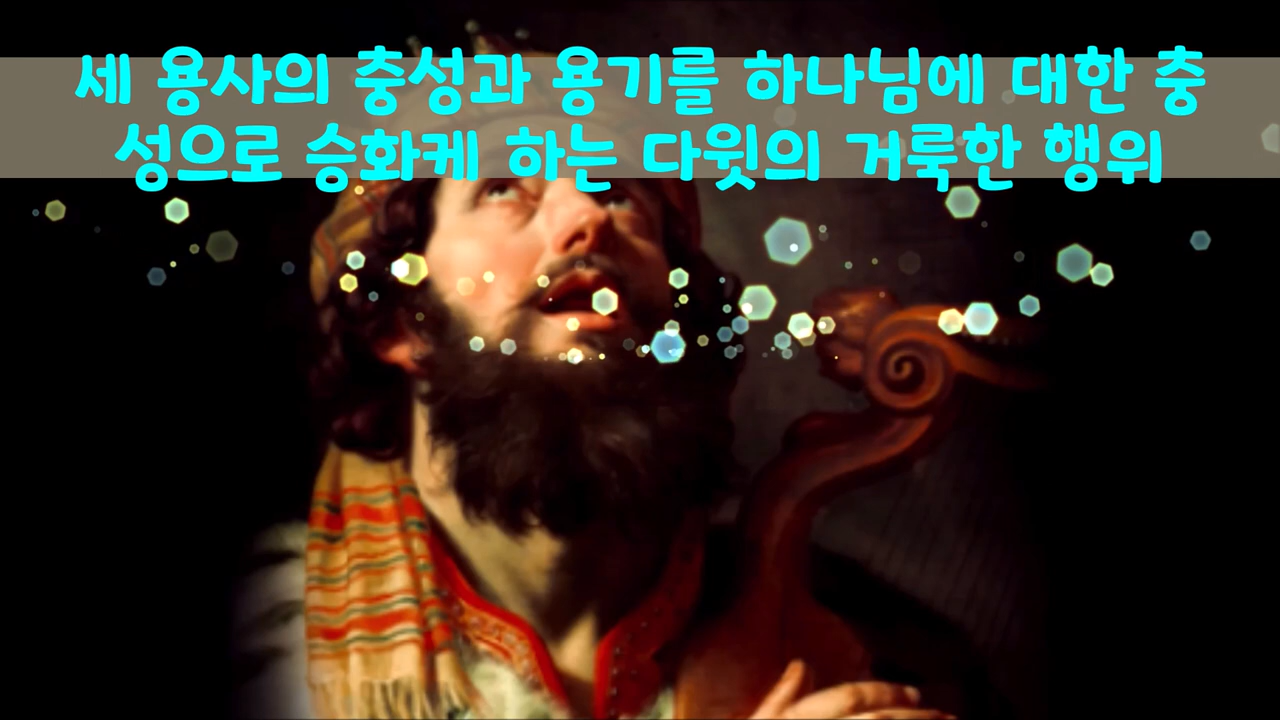 세 용사의 충성과 용기를 하나님에 대한 충
성으로 승화케 하는 다윗의 거룩한 행위